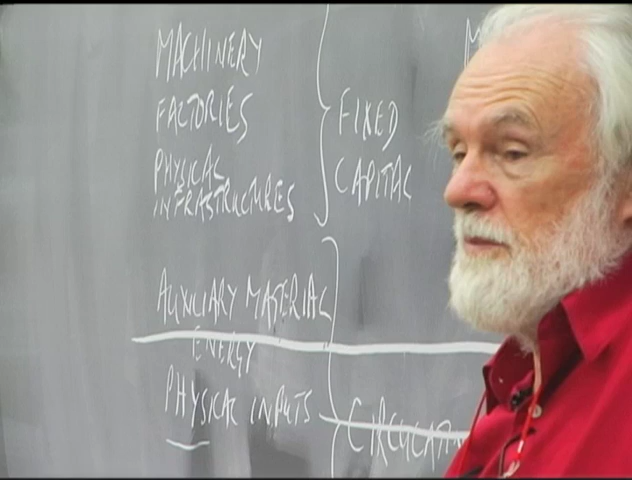 MACHINERY
FACTORIES
PHYSICAL
INFRASTRUCTURES
FIXED
CAPITAL
AUXILIARY MATERIAL
ENERGY
PHYSICAL INPUTS